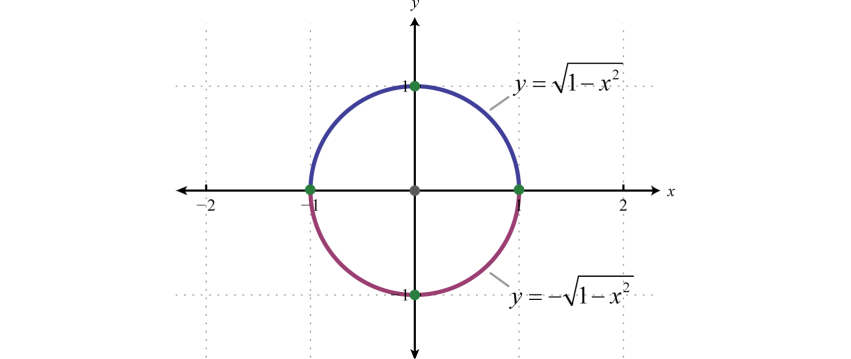 y
y = √1 − x²
1
−2
−1
1
2
x
−1
y = −√1 − x²